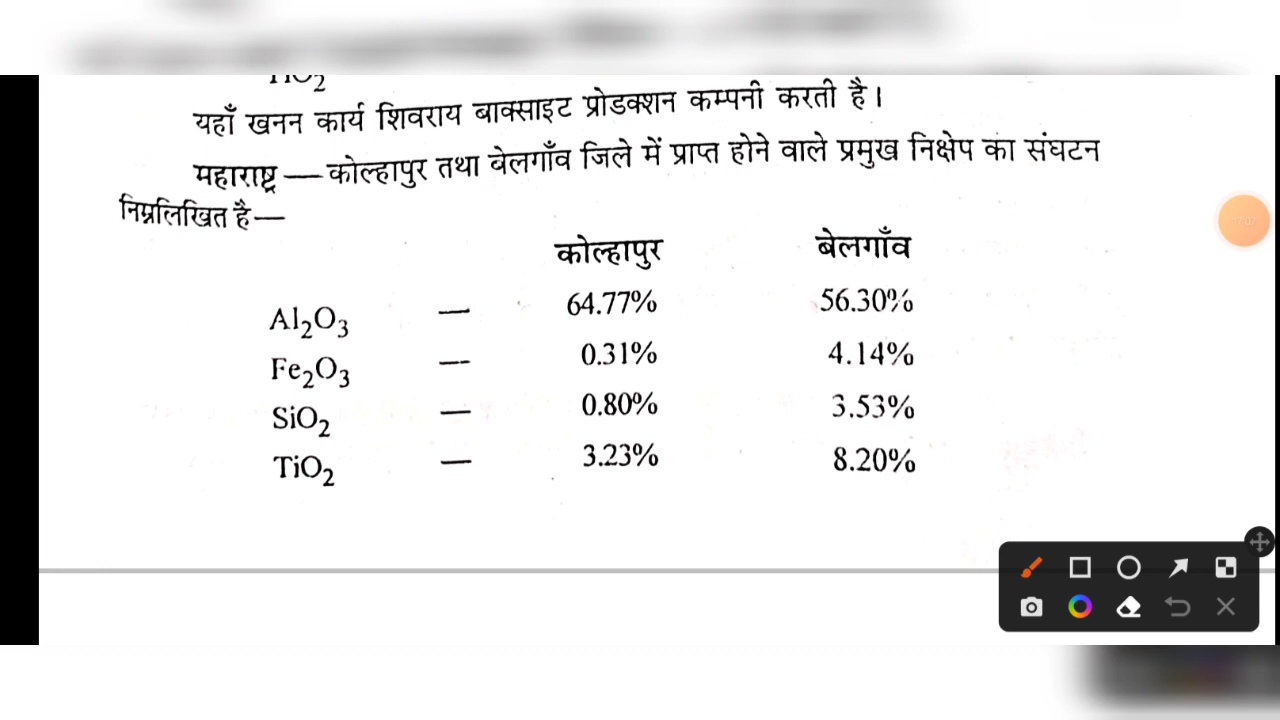 TiO2
यहाँ खनन कार्य शिवराय बाक्साइट प्रोडक्शन कम्पनी करती है।
महाराष्ट्र — कोल्हापुर तथा बेलगाँव जिले में प्राप्त होने वाले प्रमुख निक्षेप का संघटन
निम्नलिखित है—
कोल्हापुर बेलगाँव
Al2O3 — 64.77% 56.30%
Fe2O3 — 0.31% 4.14%
SiO2 — 0.80% 3.53%
TiO2 — 3.23% 8.20%